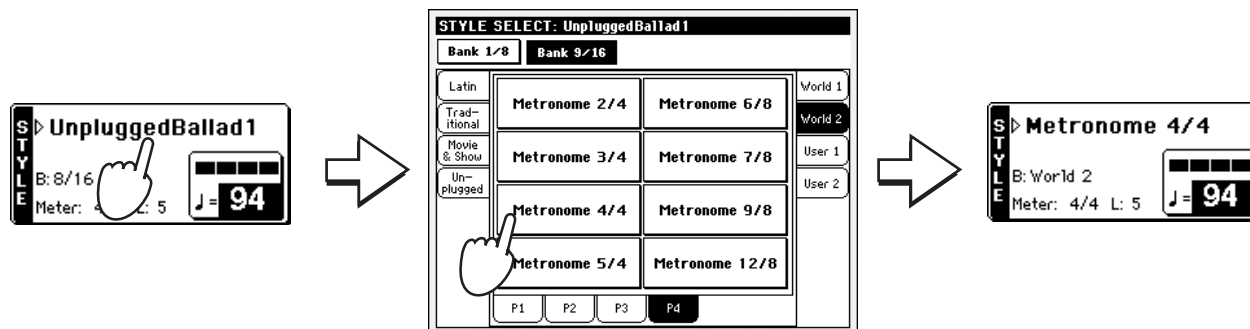 STYLE
UnpluggedBallad1
B: 8/16
Meter: 4
L: 5
♩= 94
STYLE SELECT: UnpluggedBallad1
Bank 1/8
Bank 9/16
Latin
Trad-
itional
Movie
& Show
Un-
plugged
Metronome 2/4
Metronome 6/8
Metronome 3/4
Metronome 7/8
Metronome 4/4
Metronome 9/8
Metronome 5/4
Metronome 12/8
World 1
World 2
User 1
User 2
P1
P2
P3
P4
STYLE
Metronome 4/4
B: World 2
Meter: 4/4 L: 5
♩= 94